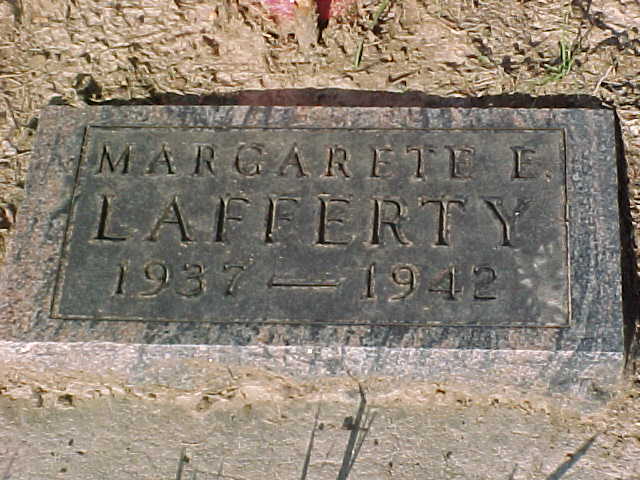 MARGARETE E.
LAFFERTY
1937 — 1942